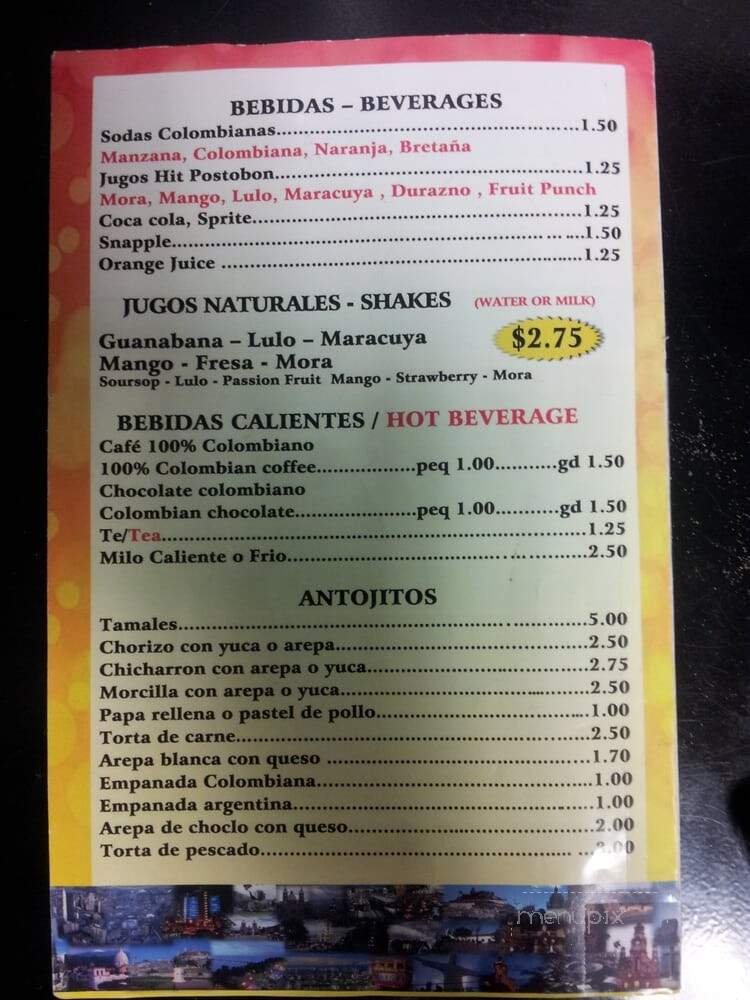 BEBIDAS – BEVERAGES
Sodas Colombianas..........1.50
Manzana, Colombiana, Naranja, Bretaña
Jugos Hit Postobon..........1.25
Mora, Mango, Lulo, Maracuya , Durazno , Fruit Punch
Coca cola, Sprite..........1.25
Snapple..........1.50
Orange Juice ..........1.25
JUGOS NATURALES - SHAKES (WATER OR MILK)
Guanabana – Lulo – Maracuya $2.75
Mango - Fresa - Mora
Soursop - Lulo - Passion Fruit Mango - Strawberry - Mora
BEBIDAS CALIENTES / HOT BEVERAGE
Café 100% Colombiano
100% Colombian coffee..........peq 1.00..........gd 1.50
Chocolate colombiano
Colombian chocolate..........peq 1.00..........gd 1.50
Te/Tea..........1.25
Milo Caliente o Frio..........2.50
ANTOJITOS
Tamales..........5.00
Chorizo con yuca o arepa..........2.50
Chicharron con arepa o yuca..........2.75
Morcilla con arepa o yuca..........2.50
Papa rellena o pastel de pollo..........1.00
Torta de carne..........2.50
Arepa blanca con queso ..........1.70
Empanada Colombiana..........1.00
Empanada argentina..........1.00
Arepa de choclo con queso..........2.00
Torta de pescado..........
menupix